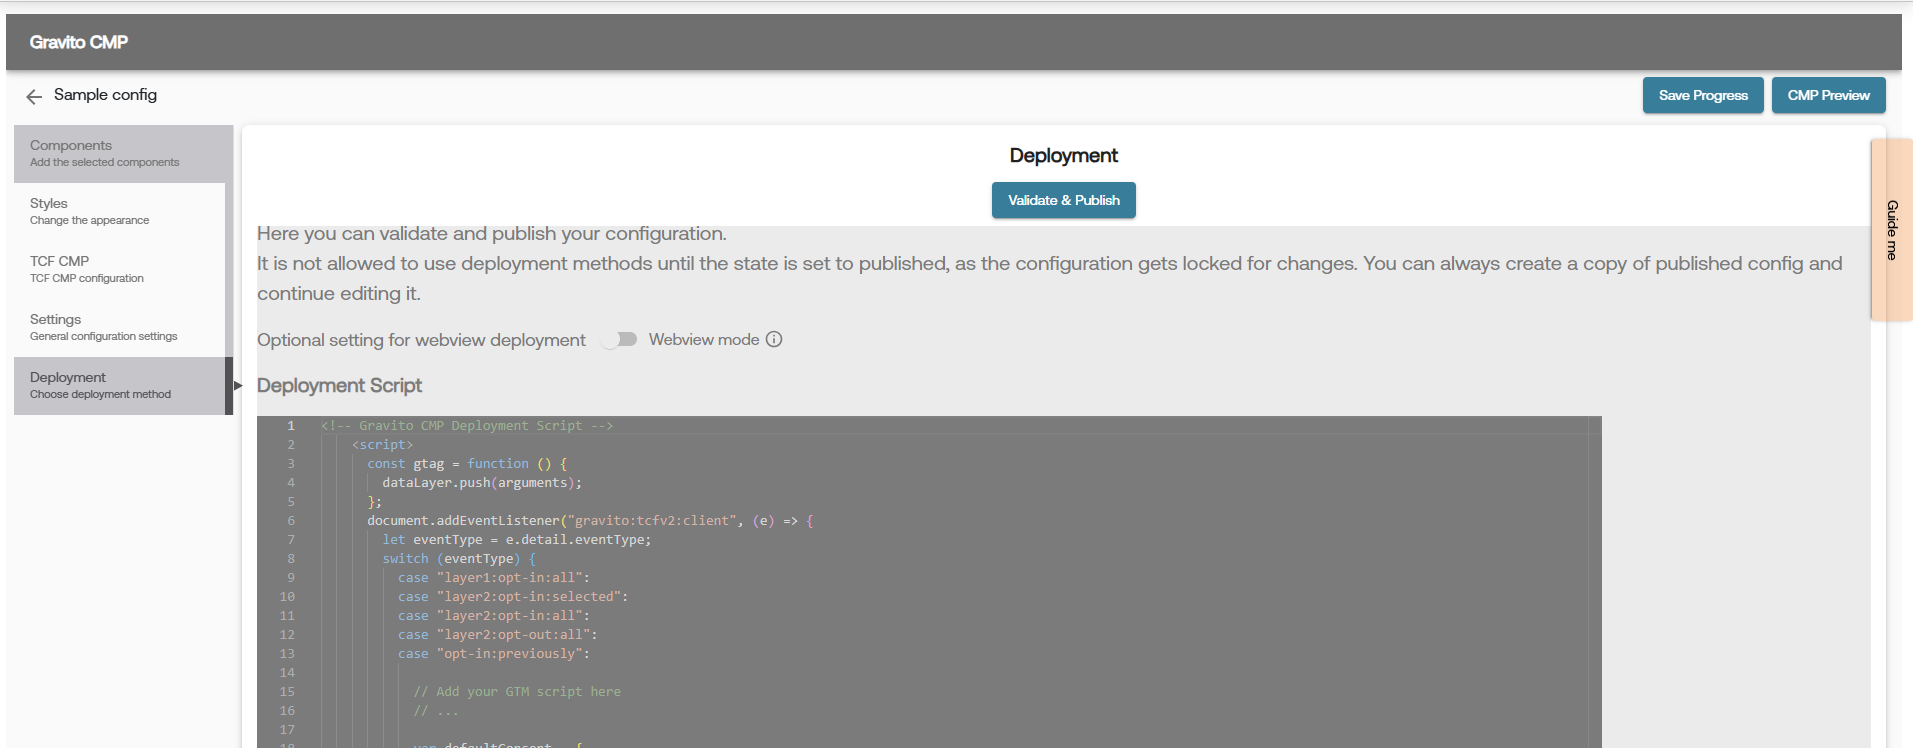 Gravito CMP
Sample config
Save Progress
CMP Preview
Components
Add the selected components
Styles
Change the appearance
TCF CMP
TCF CMP configuration
Settings
General configuration settings
Deployment
Choose deployment method
Deployment
Validate & Publish
Here you can validate and publish your configuration.
It is not allowed to use deployment methods until the state is set to published, as the configuration gets locked for changes. You can always create a copy of published config and
continue editing it.
Optional setting for webview deployment Webview mode
Deployment Script
1 <!-- Gravito CMP Deployment Script -->
2 <script>
3 const gtag = function () {
4 dataLayer.push(arguments);
5 };
6 document.addEventListener("gravito:tcfv2:client", (e) => {
7 let eventType = e.detail.eventType;
8 switch (eventType) {
9 case "layer1:opt-in:all":
10 case "layer2:opt-in:selected":
11 case "layer2:opt-in:all":
12 case "layer2:opt-out:all":
13 case "opt-in:previously":
14
15 // Add your GTM script here
16 // ...
17
18 var defaultConsent = {
Guide me